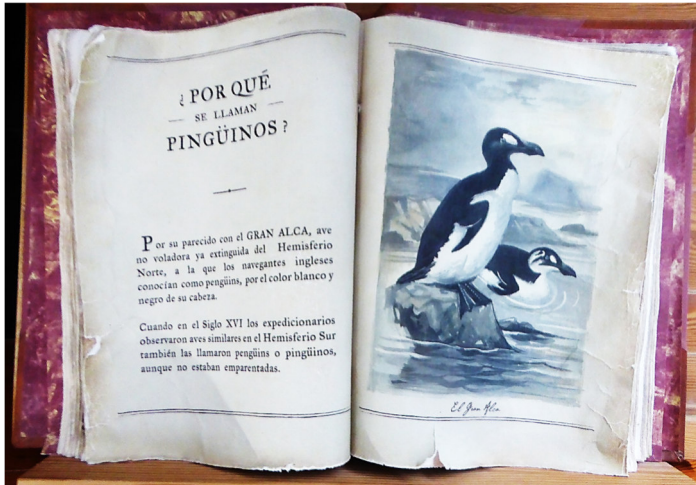 ¿ POR QUÉ
SE LLAMAN
PINGÜINOS ?
Por su parecido con el GRAN ALCA, ave
no voladora ya extinguida del Hemisferio
Norte, a la que los navegantes ingleses
conocían como pengüins, por el color blanco y
negro de su cabeza.
Cuando en el Siglo XVI los expedicionarios
observaron aves similares en el Hemisferio Sur
también las llamaron pengüins o pingüinos,
aunque no estaban emparentadas.
El Gran Alca